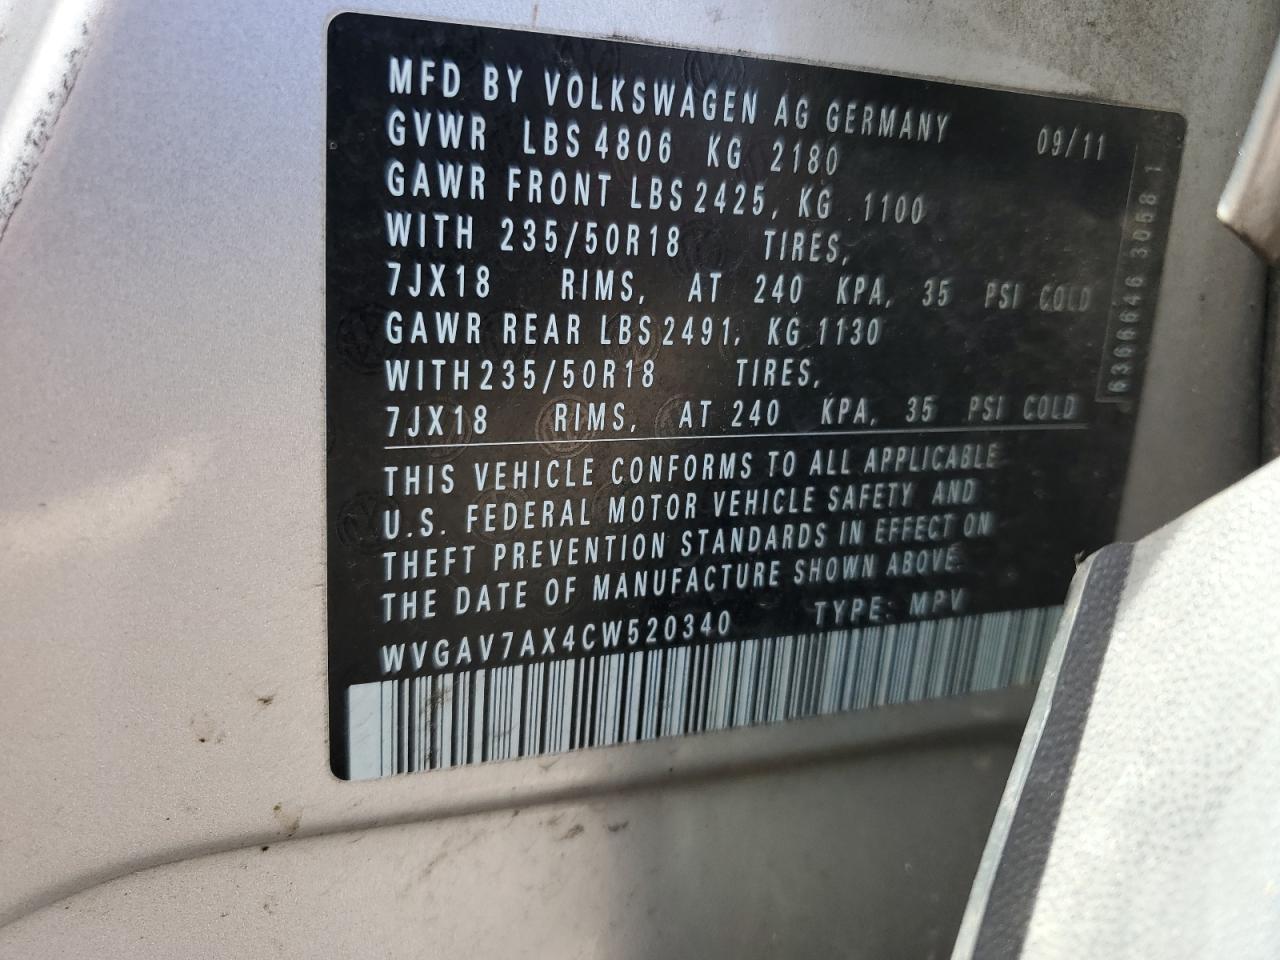 MFD BY VOLKSWAGEN AG GERMANY 09/11
GVWR LBS 4806 KG 2180
GAWR FRONT LBS 2425, KG 1100
WITH 235/50R18 TIRES,
7JX18 RIMS, AT 240 KPA, 35 PSI COLD
GAWR REAR LBS 2491, KG 1130
WITH 235/50R18 TIRES,
7JX18 RIMS, AT 240 KPA, 35 PSI COLD
THIS VEHICLE CONFORMS TO ALL APPLICABLE
U.S. FEDERAL MOTOR VEHICLE SAFETY AND
THEFT PREVENTION STANDARDS IN EFFECT ON
THE DATE OF MANUFACTURE SHOWN ABOVE.
WVGAV7AX4CW520340 TYPE: MPV
6366646 3058 1